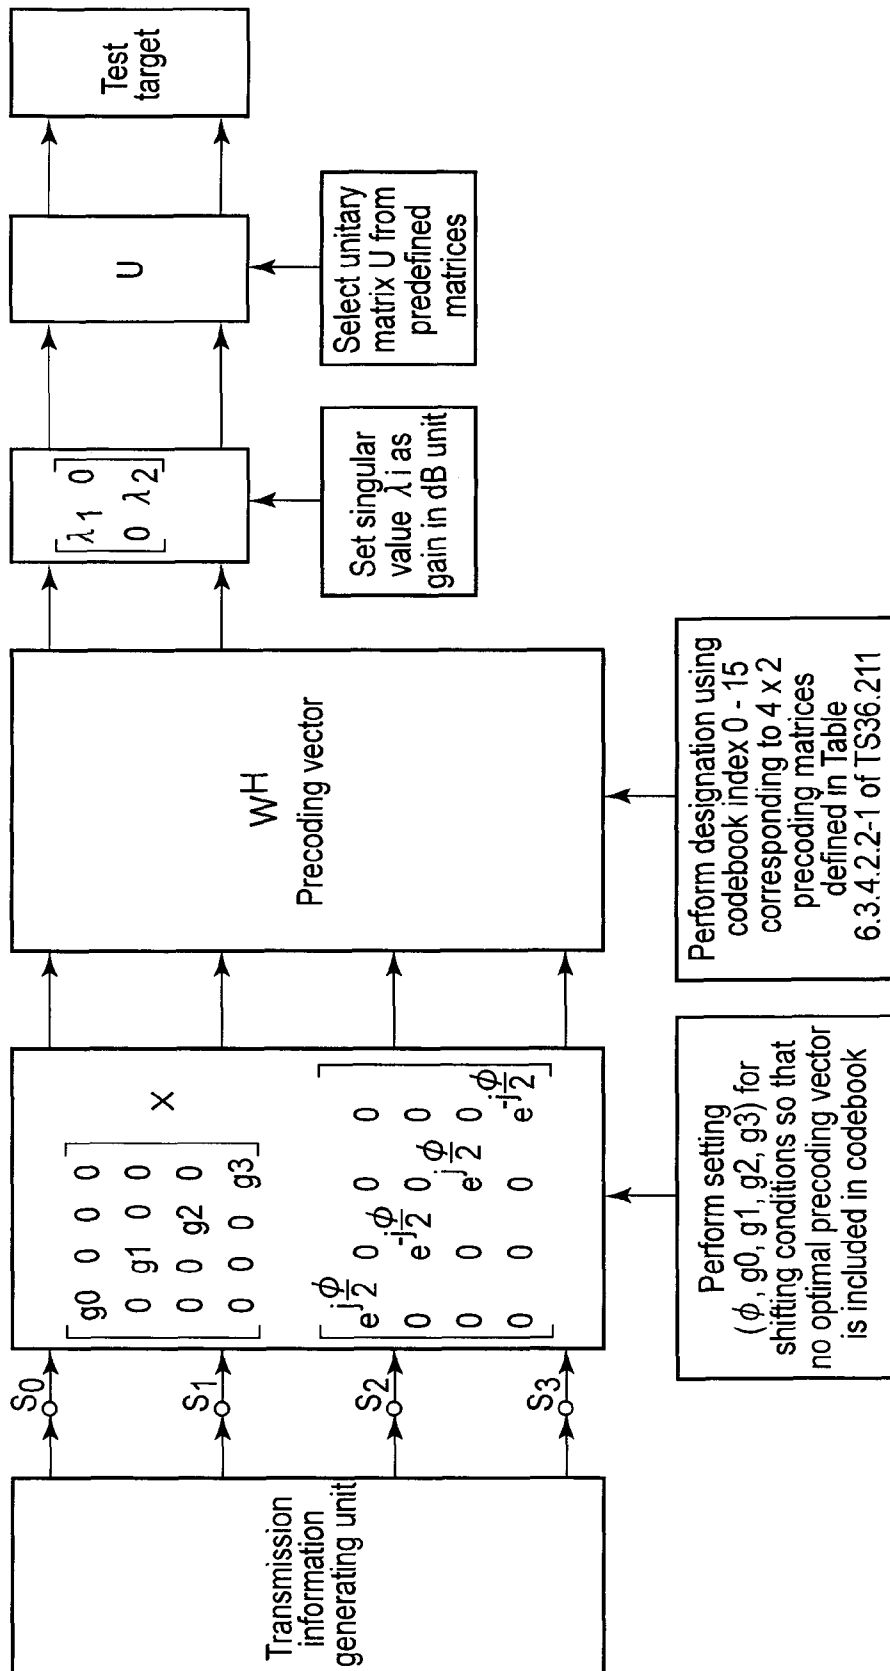 Transmission
information
generating unit
S0
S1
S2
S3
g0 0 0 0
0 g1 0 0
0 0 g2 0
0 0 0 g3
X
e^{j\frac{φ}{2}} 0 0 0
0 e^{-j\frac{φ}{2}} 0 0
0 0 e^{j\frac{φ}{2}} 0
0 0 0 e^{-j\frac{φ}{2}}
Perform setting
(φ, g0, g1, g2, g3) for
shifting conditions so that
no optimal precoding vector
is included in codebook
W^H
Precoding vector
Perform designation using
codebook index 0 - 15
corresponding to 4 x 2
precoding matrices
defined in Table
6.3.4.2.2-1 of TS36.211
λ1 0
0 λ2
Set singular
value λi as
gain in dB unit
U
Select unitary
matrix U from
predefined
matrices
Test
target